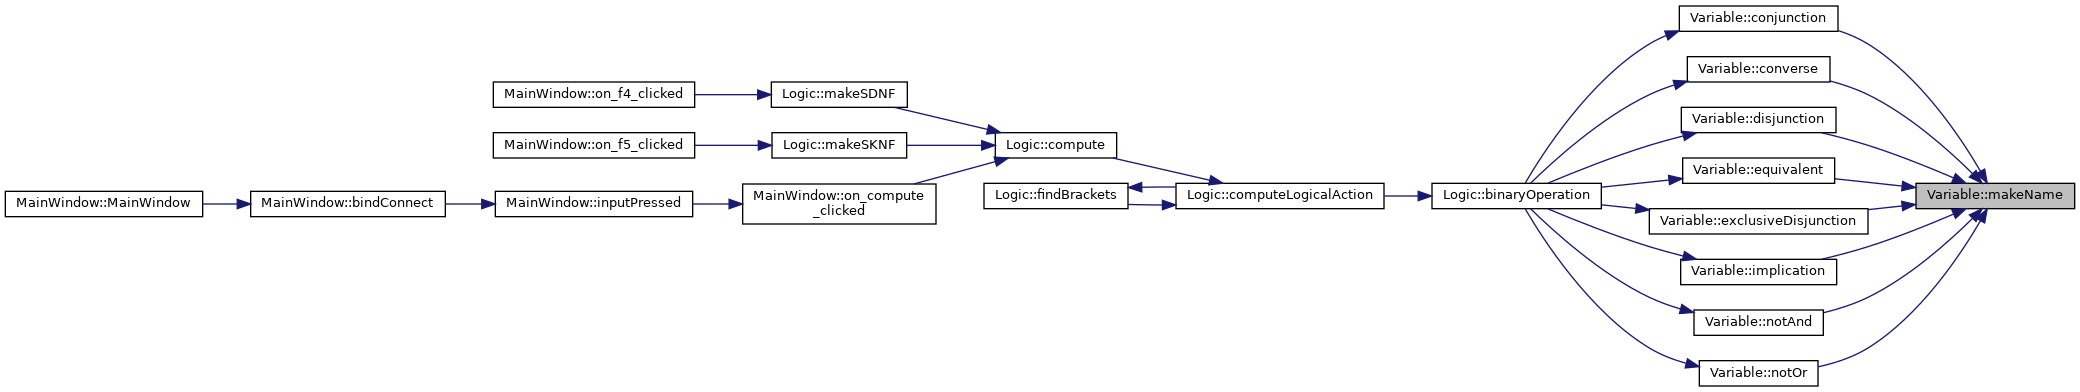 MainWindow::MainWindow
MainWindow::bindConnect
MainWindow::on_f4_clicked
MainWindow::on_f5_clicked
MainWindow::inputPressed
Logic::makeSDNF
Logic::makeSKNF
MainWindow::on_compute
_clicked
Logic::compute
Logic::findBrackets
Logic::computeLogicalAction
Logic::binaryOperation
Variable::conjunction
Variable::converse
Variable::disjunction
Variable::equivalent
Variable::exclusiveDisjunction
Variable::implication
Variable::notAnd
Variable::notOr
Variable::makeName